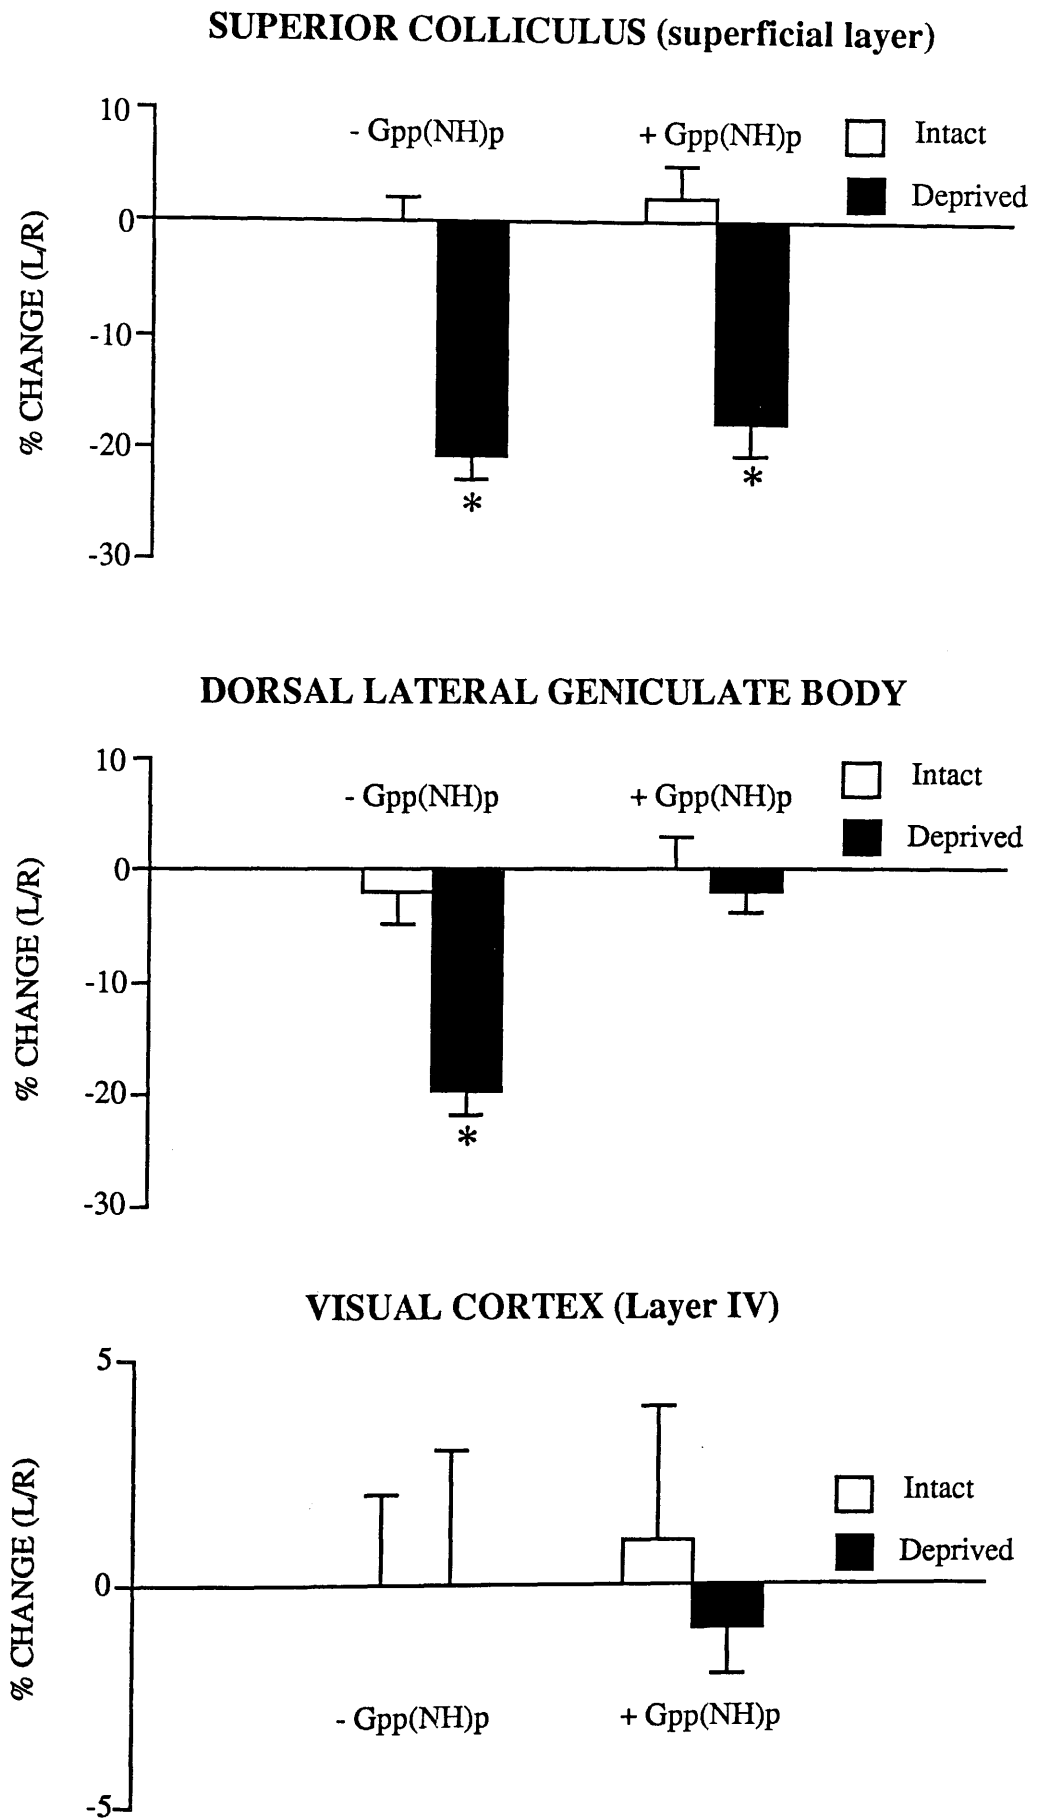 SUPERIOR COLLICULUS (superficial layer)
10
- Gpp(NH)p
+ Gpp(NH)p
Intact
Deprived
0
% CHANGE (L/R)
-10
-20
*
*
-30
DORSAL LATERAL GENICULATE BODY
10
- Gpp(NH)p
+ Gpp(NH)p
Intact
Deprived
0
% CHANGE (L/R)
-10
-20
*
-30
VISUAL CORTEX (Layer IV)
5
Intact
Deprived
0
% CHANGE (L/R)
- Gpp(NH)p
+ Gpp(NH)p
-5